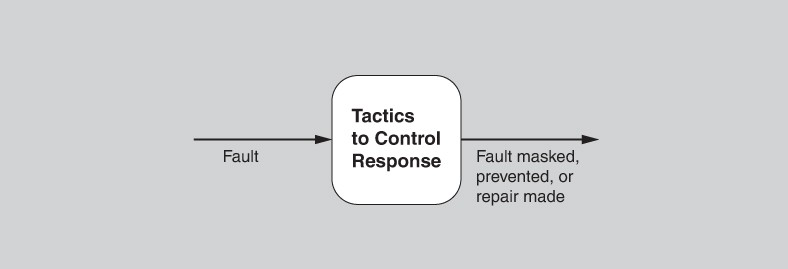 Fault
Tactics
to Control
Response
Fault masked,
prevented, or
repair made